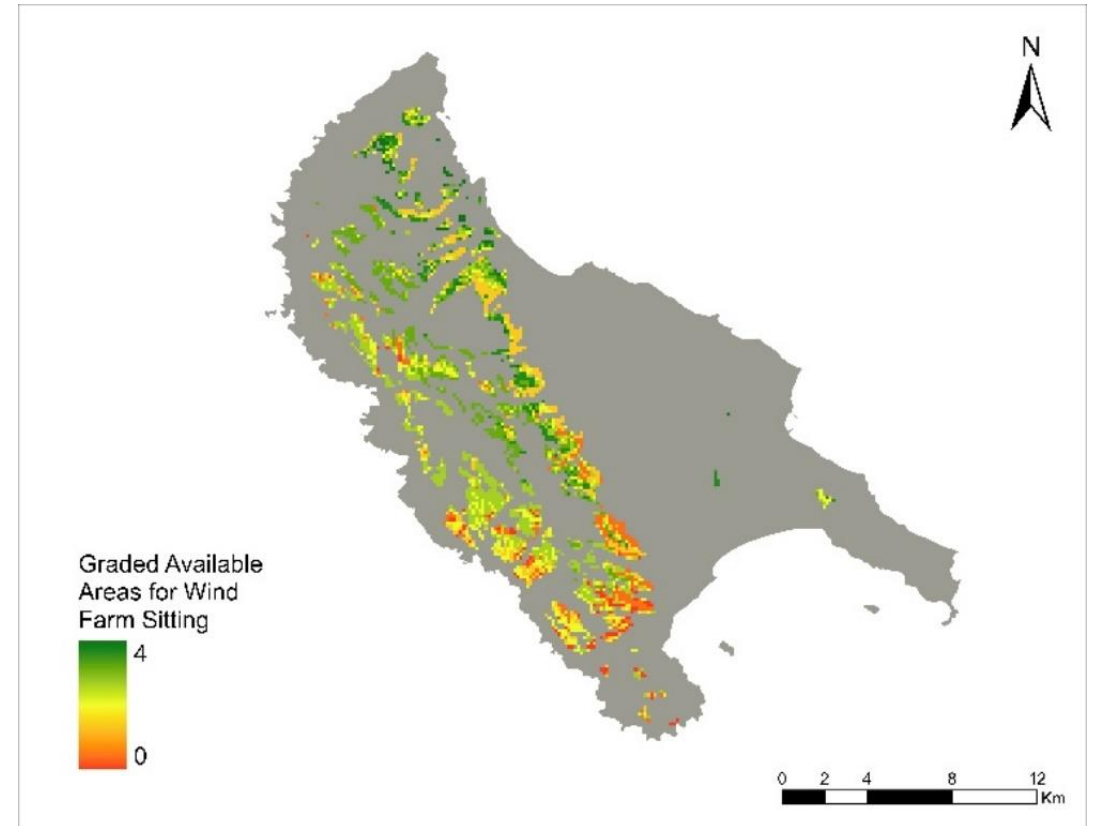 N
Graded Available
Areas for Wind
Farm Sitting
4
0
0 2 4 8 12
Km